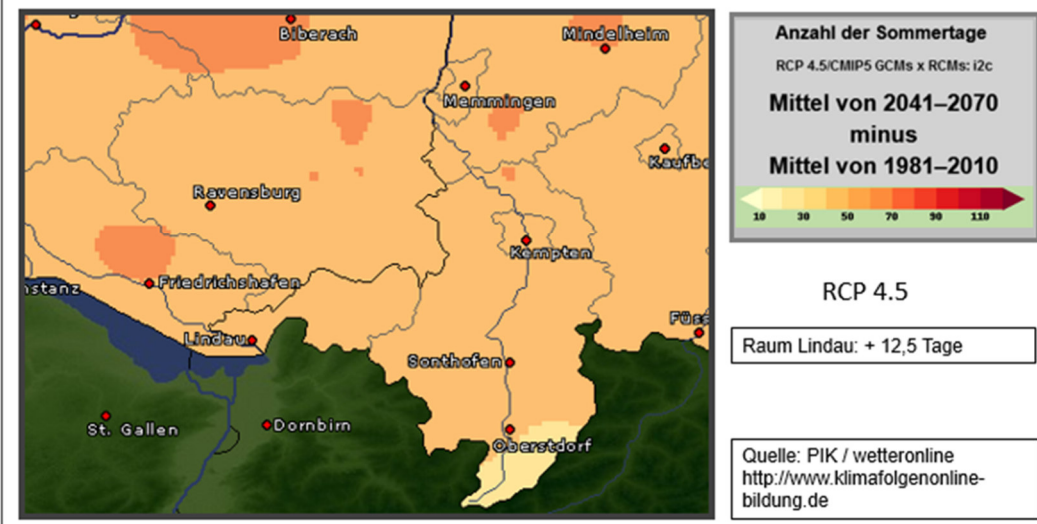 Biberach
Mindelheim
Memmingen
Kaufbe
Ravensburg
Kempten
nstanz
Friedrichshafen
Füss
Lindau
Sonthofen
St. Gallen
Dornbirn
Oberstdorf
Anzahl der Sommertage
RCP 4.5/CMIP5 GCMs x RCMs: i2c
Mittel von 2041–2070
minus
Mittel von 1981–2010
10 30 50 70 90 110
RCP 4.5
Raum Lindau: + 12,5 Tage
Quelle: PIK / wetteronline
http://www.klimafolgenonline-
bildung.de